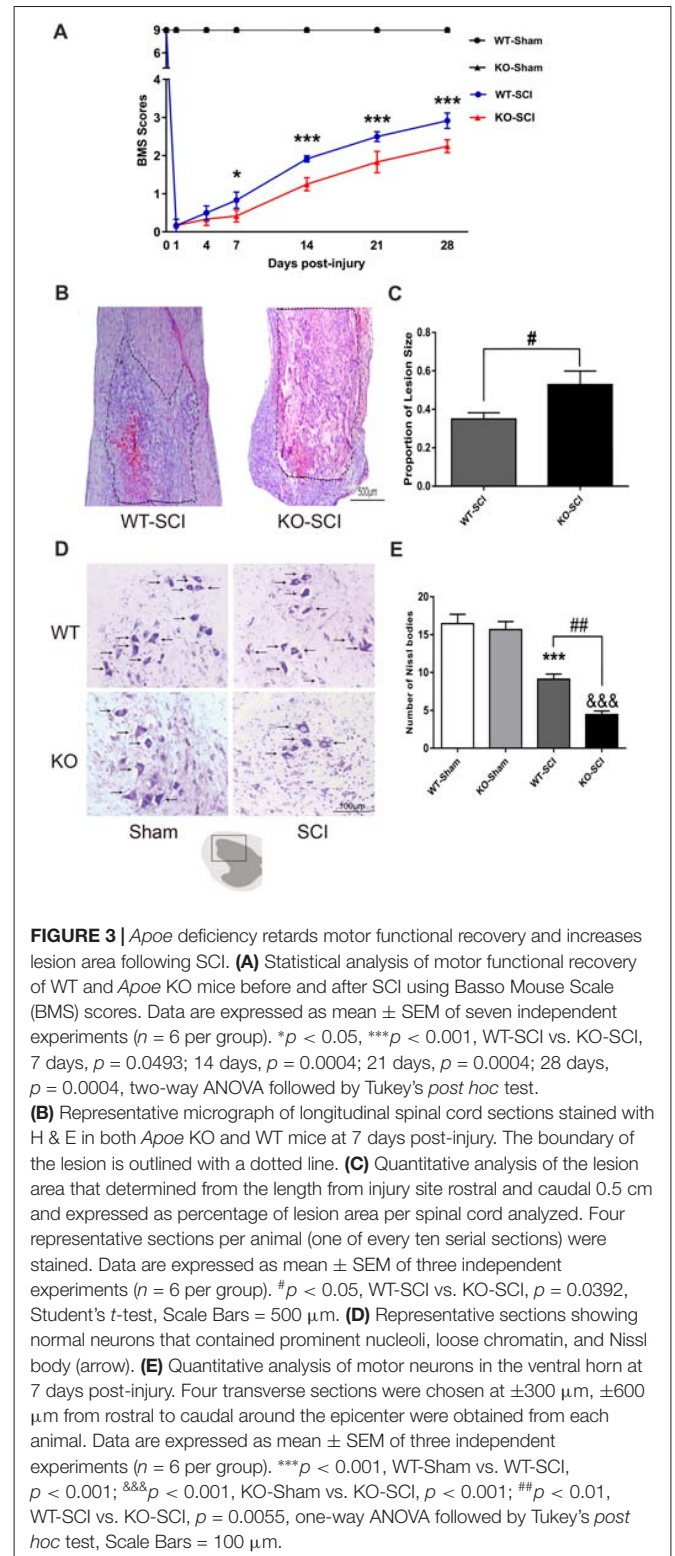 A
9
6
4
3
2
1
0
BMS Scores
*
***
***
***
0 1 4 7 14 21 28
Days post-injury
WT-Sham
KO-Sham
WT-SCI
KO-SCI
B
WT-SCI
KO-SCI
500μm
C
Proportion of Lesion Size
0.8
0.6
0.4
0.2
0.0
#
WT-SCI
KO-SCI
D
WT
KO
Sham
SCI
100μm
E
Number of Nissl bodies
20
15
10
5
0
***
##
&&&
WT-Sham
KO-Sham
WT-SCI
KO-SCI
FIGURE 3 | Apoe deficiency retards motor functional recovery and increases
lesion area following SCI. (A) Statistical analysis of motor functional recovery
of WT and Apoe KO mice before and after SCI using Basso Mouse Scale
(BMS) scores. Data are expressed as mean ± SEM of seven independent
experiments (n = 6 per group). *p < 0.05, ***p < 0.001, WT-SCI vs. KO-SCI,
7 days, p = 0.0493; 14 days, p = 0.0004; 21 days, p = 0.0004; 28 days,
p = 0.0004, two-way ANOVA followed by Tukey's post hoc test.
(B) Representative micrograph of longitudinal spinal cord sections stained with
H & E in both Apoe KO and WT mice at 7 days post-injury. The boundary of
the lesion is outlined with a dotted line. (C) Quantitative analysis of the lesion
area that determined from the length from injury site rostral and caudal 0.5 cm
and expressed as percentage of lesion area per spinal cord analyzed. Four
representative sections per animal (one of every ten serial sections) were
stained. Data are expressed as mean ± SEM of three independent
experiments (n = 6 per group). #p < 0.05, WT-SCI vs. KO-SCI, p = 0.0392,
Student's t-test, Scale Bars = 500 μm. (D) Representative sections showing
normal neurons that contained prominent nucleoli, loose chromatin, and Nissl
body (arrow). (E) Quantitative analysis of motor neurons in the ventral horn at
7 days post-injury. Four transverse sections were chosen at ±300 μm, ±600
μm from rostral to caudal around the epicenter were obtained from each
animal. Data are expressed as mean ± SEM of three independent
experiments (n = 6 per group). ***p < 0.001, WT-Sham vs. WT-SCI,
p < 0.001; &&&p < 0.001, KO-Sham vs. KO-SCI, p < 0.001; ##p < 0.01,
WT-SCI vs. KO-SCI, p = 0.0055, one-way ANOVA followed by Tukey's post
hoc test, Scale Bars = 100 μm.